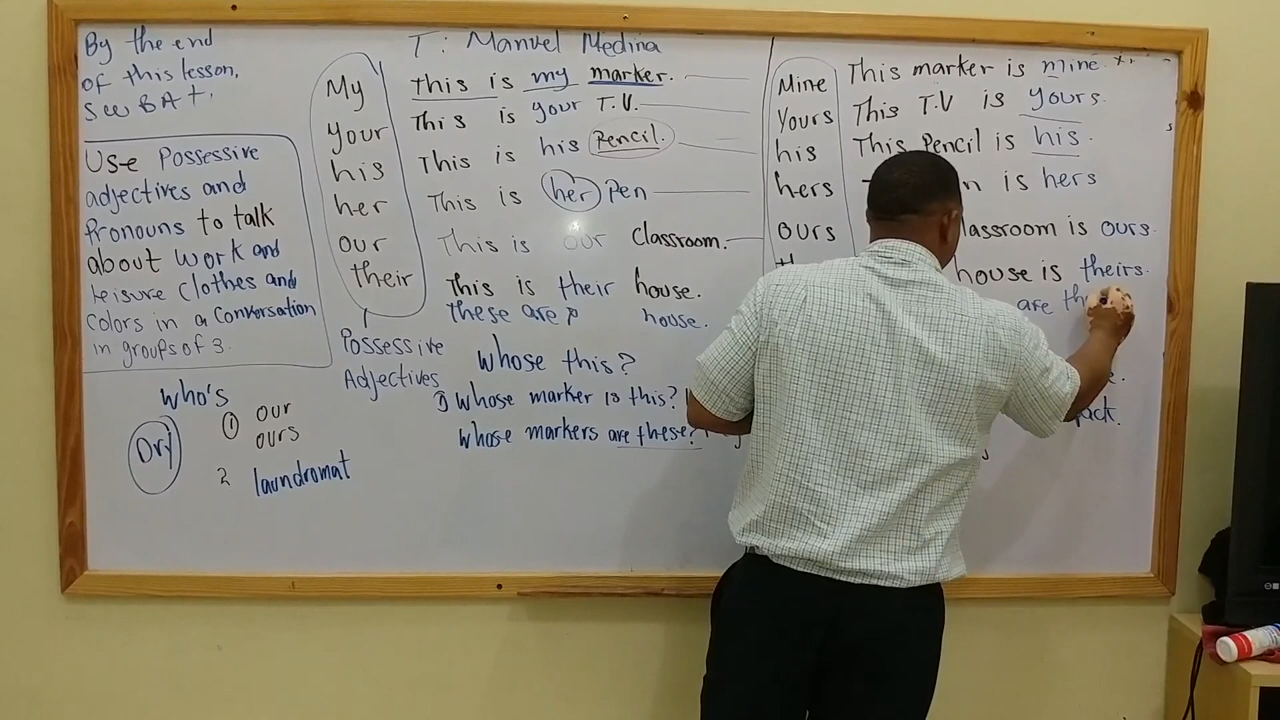 By the end
of this lesson,
SWBAT.
Use Possessive
adjectives and
Pronouns to talk
about work and
leisure clothes and
colors in a conversation
in groups of 3.
who's
Dry
1 our
ours
2 laundromat
My
your
his
her
our
their
Possessive
Adjectives
T: Manuel Medina
This is my marker.
This is your T.V.
This is his Pencil.
This is her Pen
This is our classroom.
This is their house.
These are house.
Whose this?
1) Whose marker is this?
whose markers are these?
Mine
Yours
his
hers
ours
This marker is mine.
This T.V is yours.
This Pencil is his.
is hers
lassroom is ours.
house is theirs.
are